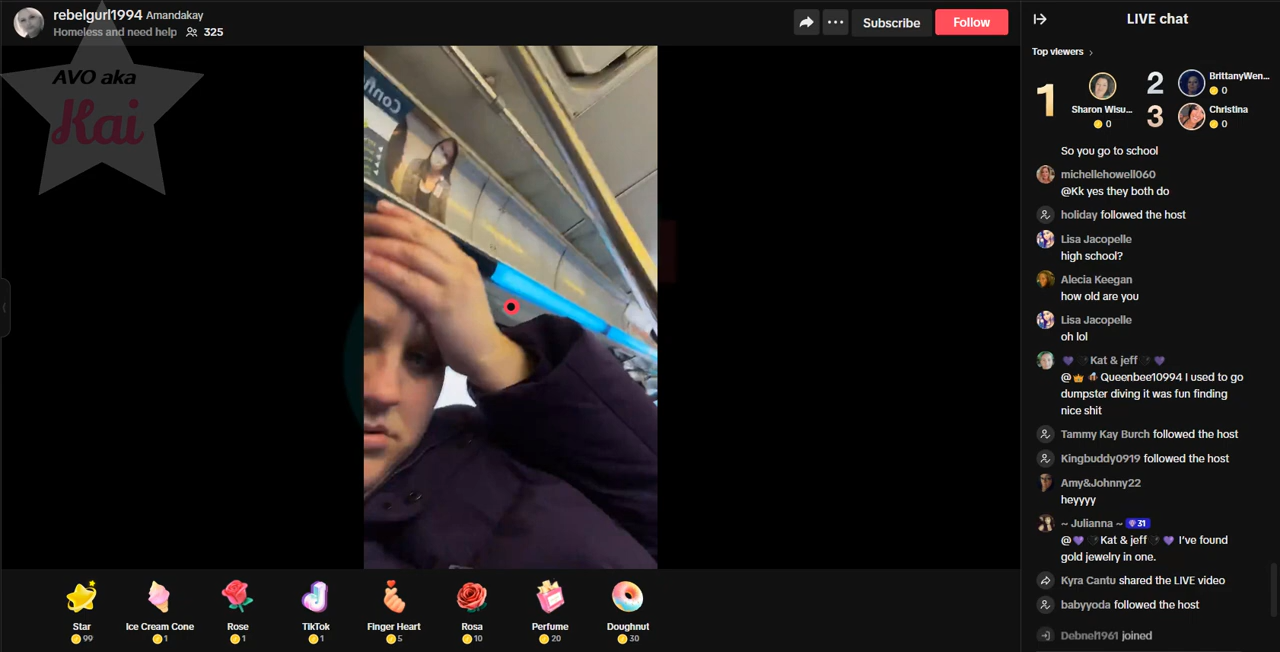 rebelgurl1994 Amandakay
Homeless and need help 325
Subscribe
Follow
AVO aka
Kai
LIVE chat
Top viewers
1
Sharon Wisu...
0
2
BrittanyWen...
0
3
Christina
0
So you go to school
michellehowell060
@Kk yes they both do
holiday followed the host
Lisa Jacopelle
high school?
Alecia Keegan
how old are you
Lisa Jacopelle
oh lol
💜🖤Kat & jeff🖤💜
@👑🐝Queenbee10994 I used to go
dumpster diving it was fun finding
nice shit
Tammy Kay Burch followed the host
Kingbuddy0919 followed the host
Amy&Johnny22
heyyyy
~ Julianna ~ 31
@💜🖤Kat & jeff🖤💜 I've found
gold jewelry in one.
Kyra Cantu shared the LIVE video
babyyoda followed the host
Debnel1961 joined
Star
99
Ice Cream Cone
1
Rose
1
TikTok
1
Finger Heart
5
Rosa
10
Perfume
20
Doughnut
30